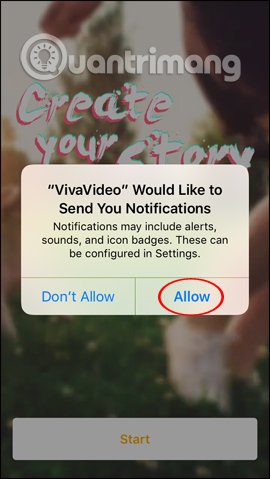 Quantrimang
Create
your Story
“VivaVideo” Would Like to
Send You Notifications
Notifications may include alerts,
sounds, and icon badges. These can
be configured in Settings.
Don’t Allow
Allow
Start